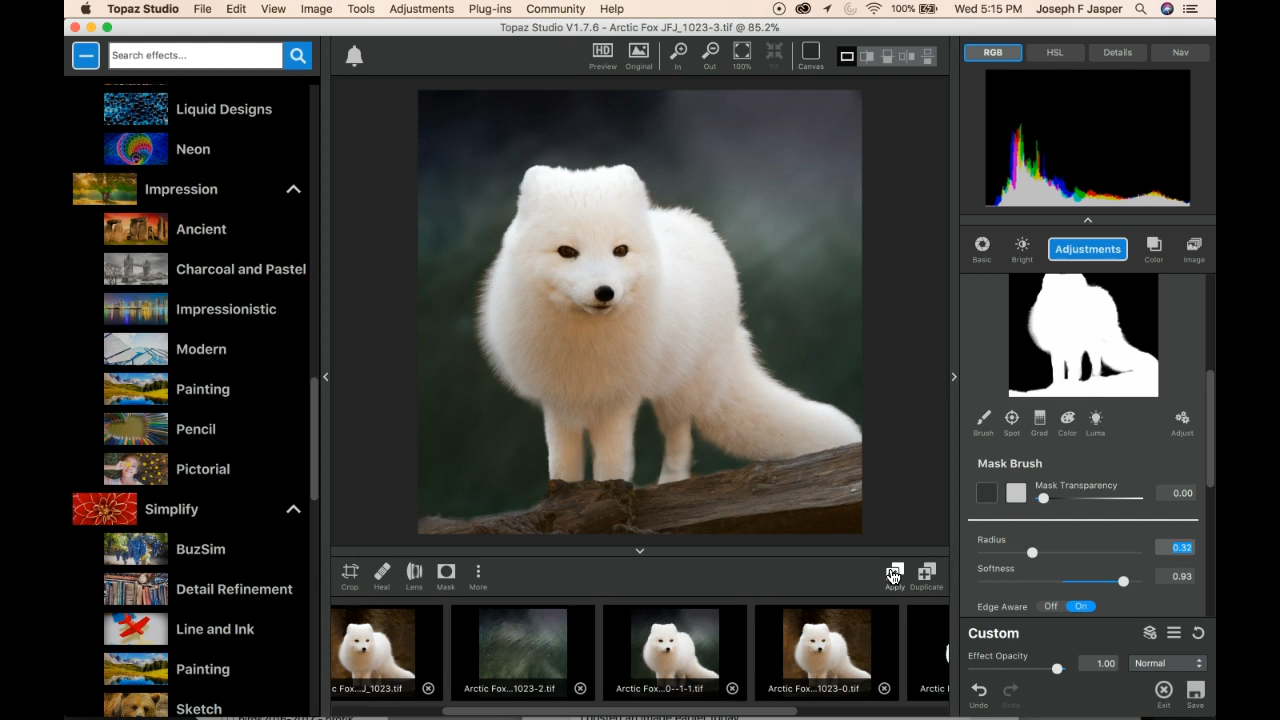 Topaz Studio File Edit View Image Tools Adjustments Plug-ins Community Help 100% Wed 5:15 PM Joseph F Jasper
Topaz Studio V1.7.6 - Arctic Fox JFJ_1023-3.tif @ 85.2%
Search effects...
Liquid Designs
Neon
Impression
Ancient
Charcoal and Pastel
Impressionistic
Modern
Painting
Pencil
Pictorial
Simplify
BuzSim
Detail Refinement
Line and Ink
Painting
Sketch
HD
Preview Original In Out 100% Fit Canvas
Crop Heal Lens Mask More Apply Duplicate
c Fox...J_1023.tif Arctic Fox...1023-2.tif Arctic Fox...0--1-1.tif Arctic Fox...1023-0.tif Arctic
RGB HSL Details Nav
Basic Bright Adjustments Color Image
Brush Spot Grad Color Luma Adjust
Mask Brush
Mask Transparency 0.00
Radius 0.32
Softness 0.93
Edge Aware Off On
Custom
Effect Opacity 1.00 Normal
Undo Redo Exit Save